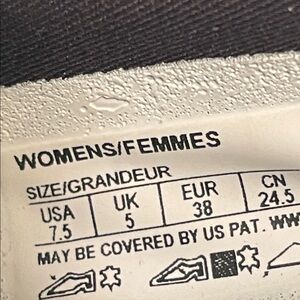 WOMENS/FEMMES
SIZE/GRANDEUR
USA UK EUR CN
7.5 5 38 24.5
MAY BE COVERED BY US PAT. WW